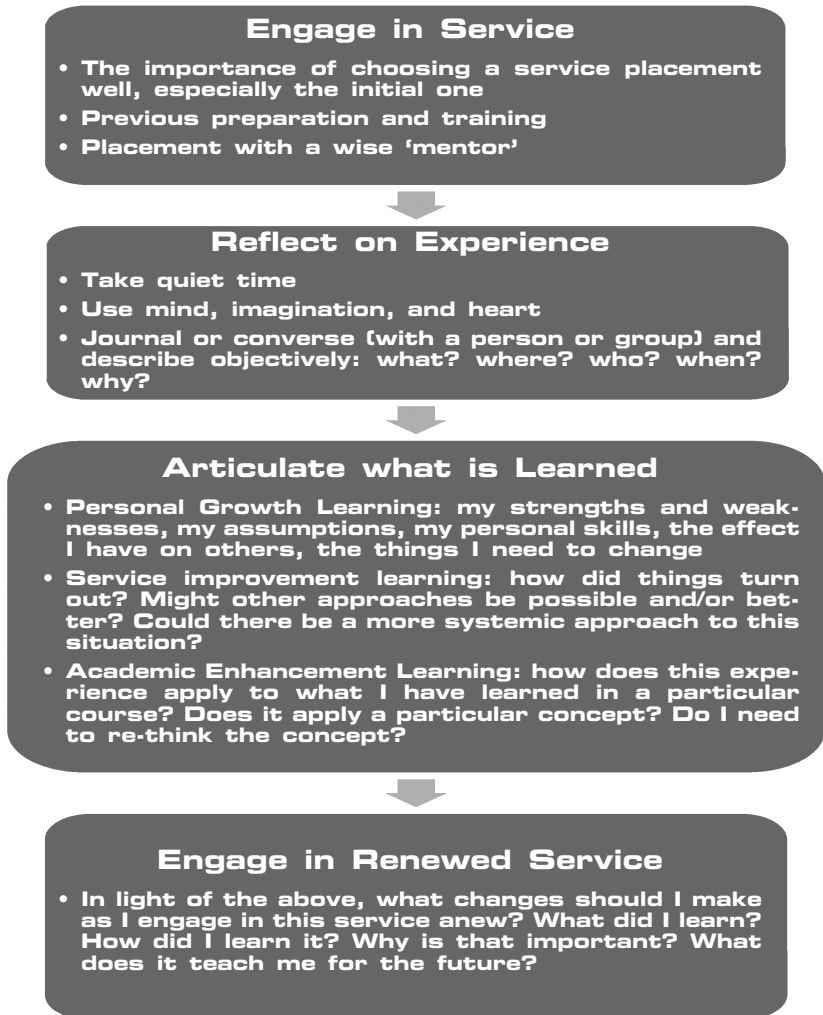 Engage in Service
• The importance of choosing a service placement
well, especially the initial one
• Previous preparation and training
• Placement with a wise ‘mentor’
Reflect on Experience
• Take quiet time
• Use mind, imagination, and heart
• Journal or converse (with a person or group) and
describe objectively: what? where? who? when?
why?
Articulate what is Learned
• Personal Growth Learning: my strengths and weak-
nesses, my assumptions, my personal skills, the effect
I have on others, the things I need to change
• Service improvement learning: how did things turn
out? Might other approaches be possible and/or bet-
ter? Could there be a more systemic approach to this
situation?
• Academic Enhancement Learning: how does this expe-
rience apply to what I have learned in a particular
course? Does it apply a particular concept? Do I need
to re-think the concept?
Engage in Renewed Service
• In light of the above, what changes should I make
as I engage in this service anew? What did I learn?
How did I learn it? Why is that important? What
does it teach me for the future?